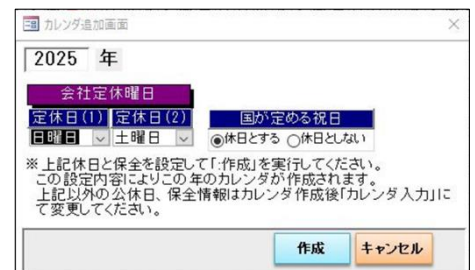 カレンダ追加画面
2025 年
会社定休曜日
定休日(1) 定休日(2) 国が定める祝日
日曜日 土曜日 休日とする 休日としない
※上記休日と保全を設定して「:作成」を実行してください。
この設定内容によりこの年のカレンダが作成されます。
上記以外の公休日、保全情報はカレンダ作成後「カレンダ入力」に
て変更してください。
作成 キャンセル